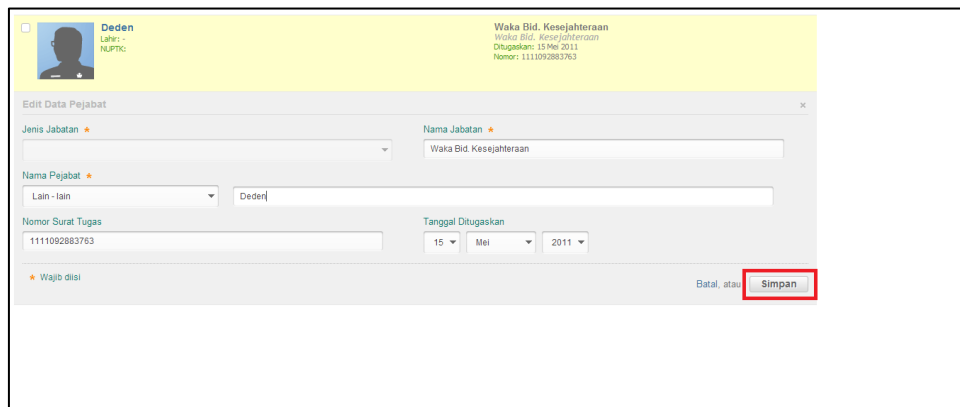 Deden
Lahir: -
NUPTK:
Waka Bid. Kesejahteraan
Waka Bid. Kesejahteraan
Ditugaskan: 15 Mei 2011
Nomor: 1111092883763
Edit Data Pejabat ×
Jenis Jabatan * Nama Jabatan *
Waka Bid. Kesejahteraan
Nama Pejabat *
Lain - lain Deden
Nomor Surat Tugas Tanggal Ditugaskan
1111092883763 15 Mei 2011
* Wajib diisi
Batal, atau Simpan